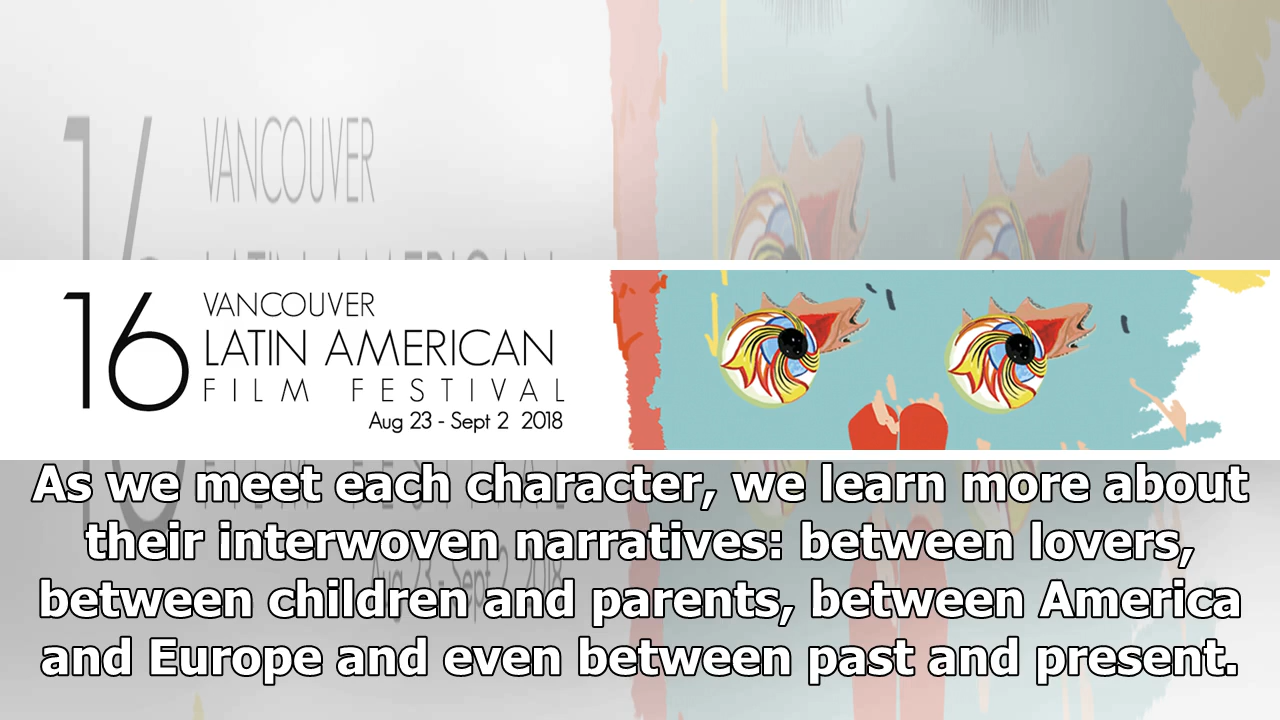 16
VANCOUVER
VANCOUVER
LATIN AMERICAN
FILM FESTIVAL
Aug 23 - Sept 2 2018
As we meet each character, we learn more about
their interwoven narratives: between lovers,
between children and parents, between America
and Europe and even between past and present.